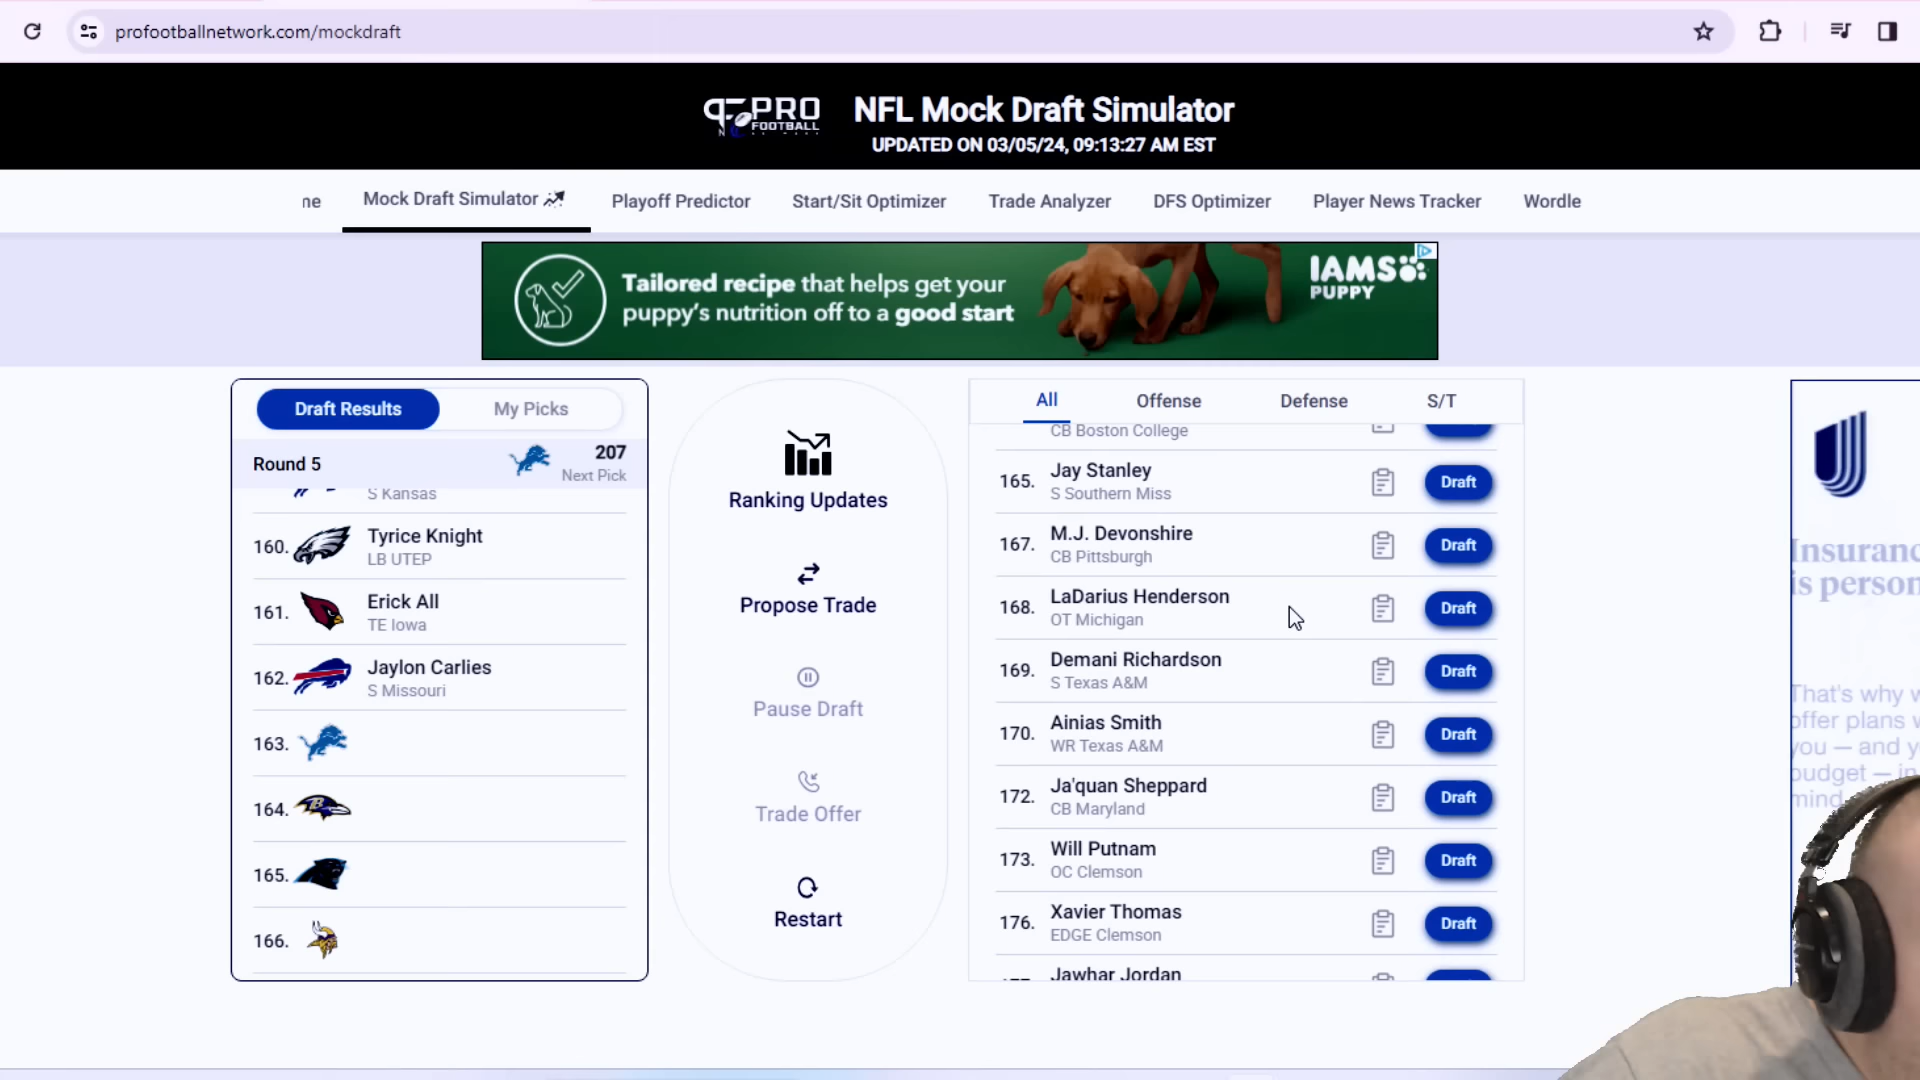 profootballnetwork.com/mockdraft
PRO
FOOTBALL
NFL Mock Draft Simulator
UPDATED ON 03/05/24, 09:13:27 AM EST
ne
Mock Draft Simulator
Playoff Predictor
Start/Sit Optimizer
Trade Analyzer
DFS Optimizer
Player News Tracker
Wordle
Tailored recipe that helps get your
puppy's nutrition off to a good start
IAMS
PUPPY
Draft Results
My Picks
Round 5
207
Next Pick
S Kansas
160.
Tyrice Knight
LB UTEP
161.
Erick All
TE Iowa
162.
Jaylon Carlies
S Missouri
163.
164.
165.
166.
Ranking Updates
Propose Trade
Pause Draft
Trade Offer
Restart
All
Offense
Defense
S/T
CB Boston College
165.
Jay Stanley
S Southern Miss
Draft
167.
M.J. Devonshire
CB Pittsburgh
Draft
168.
LaDarius Henderson
OT Michigan
Draft
169.
Demani Richardson
S Texas A&M
Draft
170.
Ainias Smith
WR Texas A&M
Draft
172.
Ja'quan Sheppard
CB Maryland
Draft
173.
Will Putnam
OC Clemson
Draft
176.
Xavier Thomas
EDGE Clemson
Draft
Jawhar Jordan
Insuranc
is person
That's why w
offer plans w
you — and y
budget — in
mind